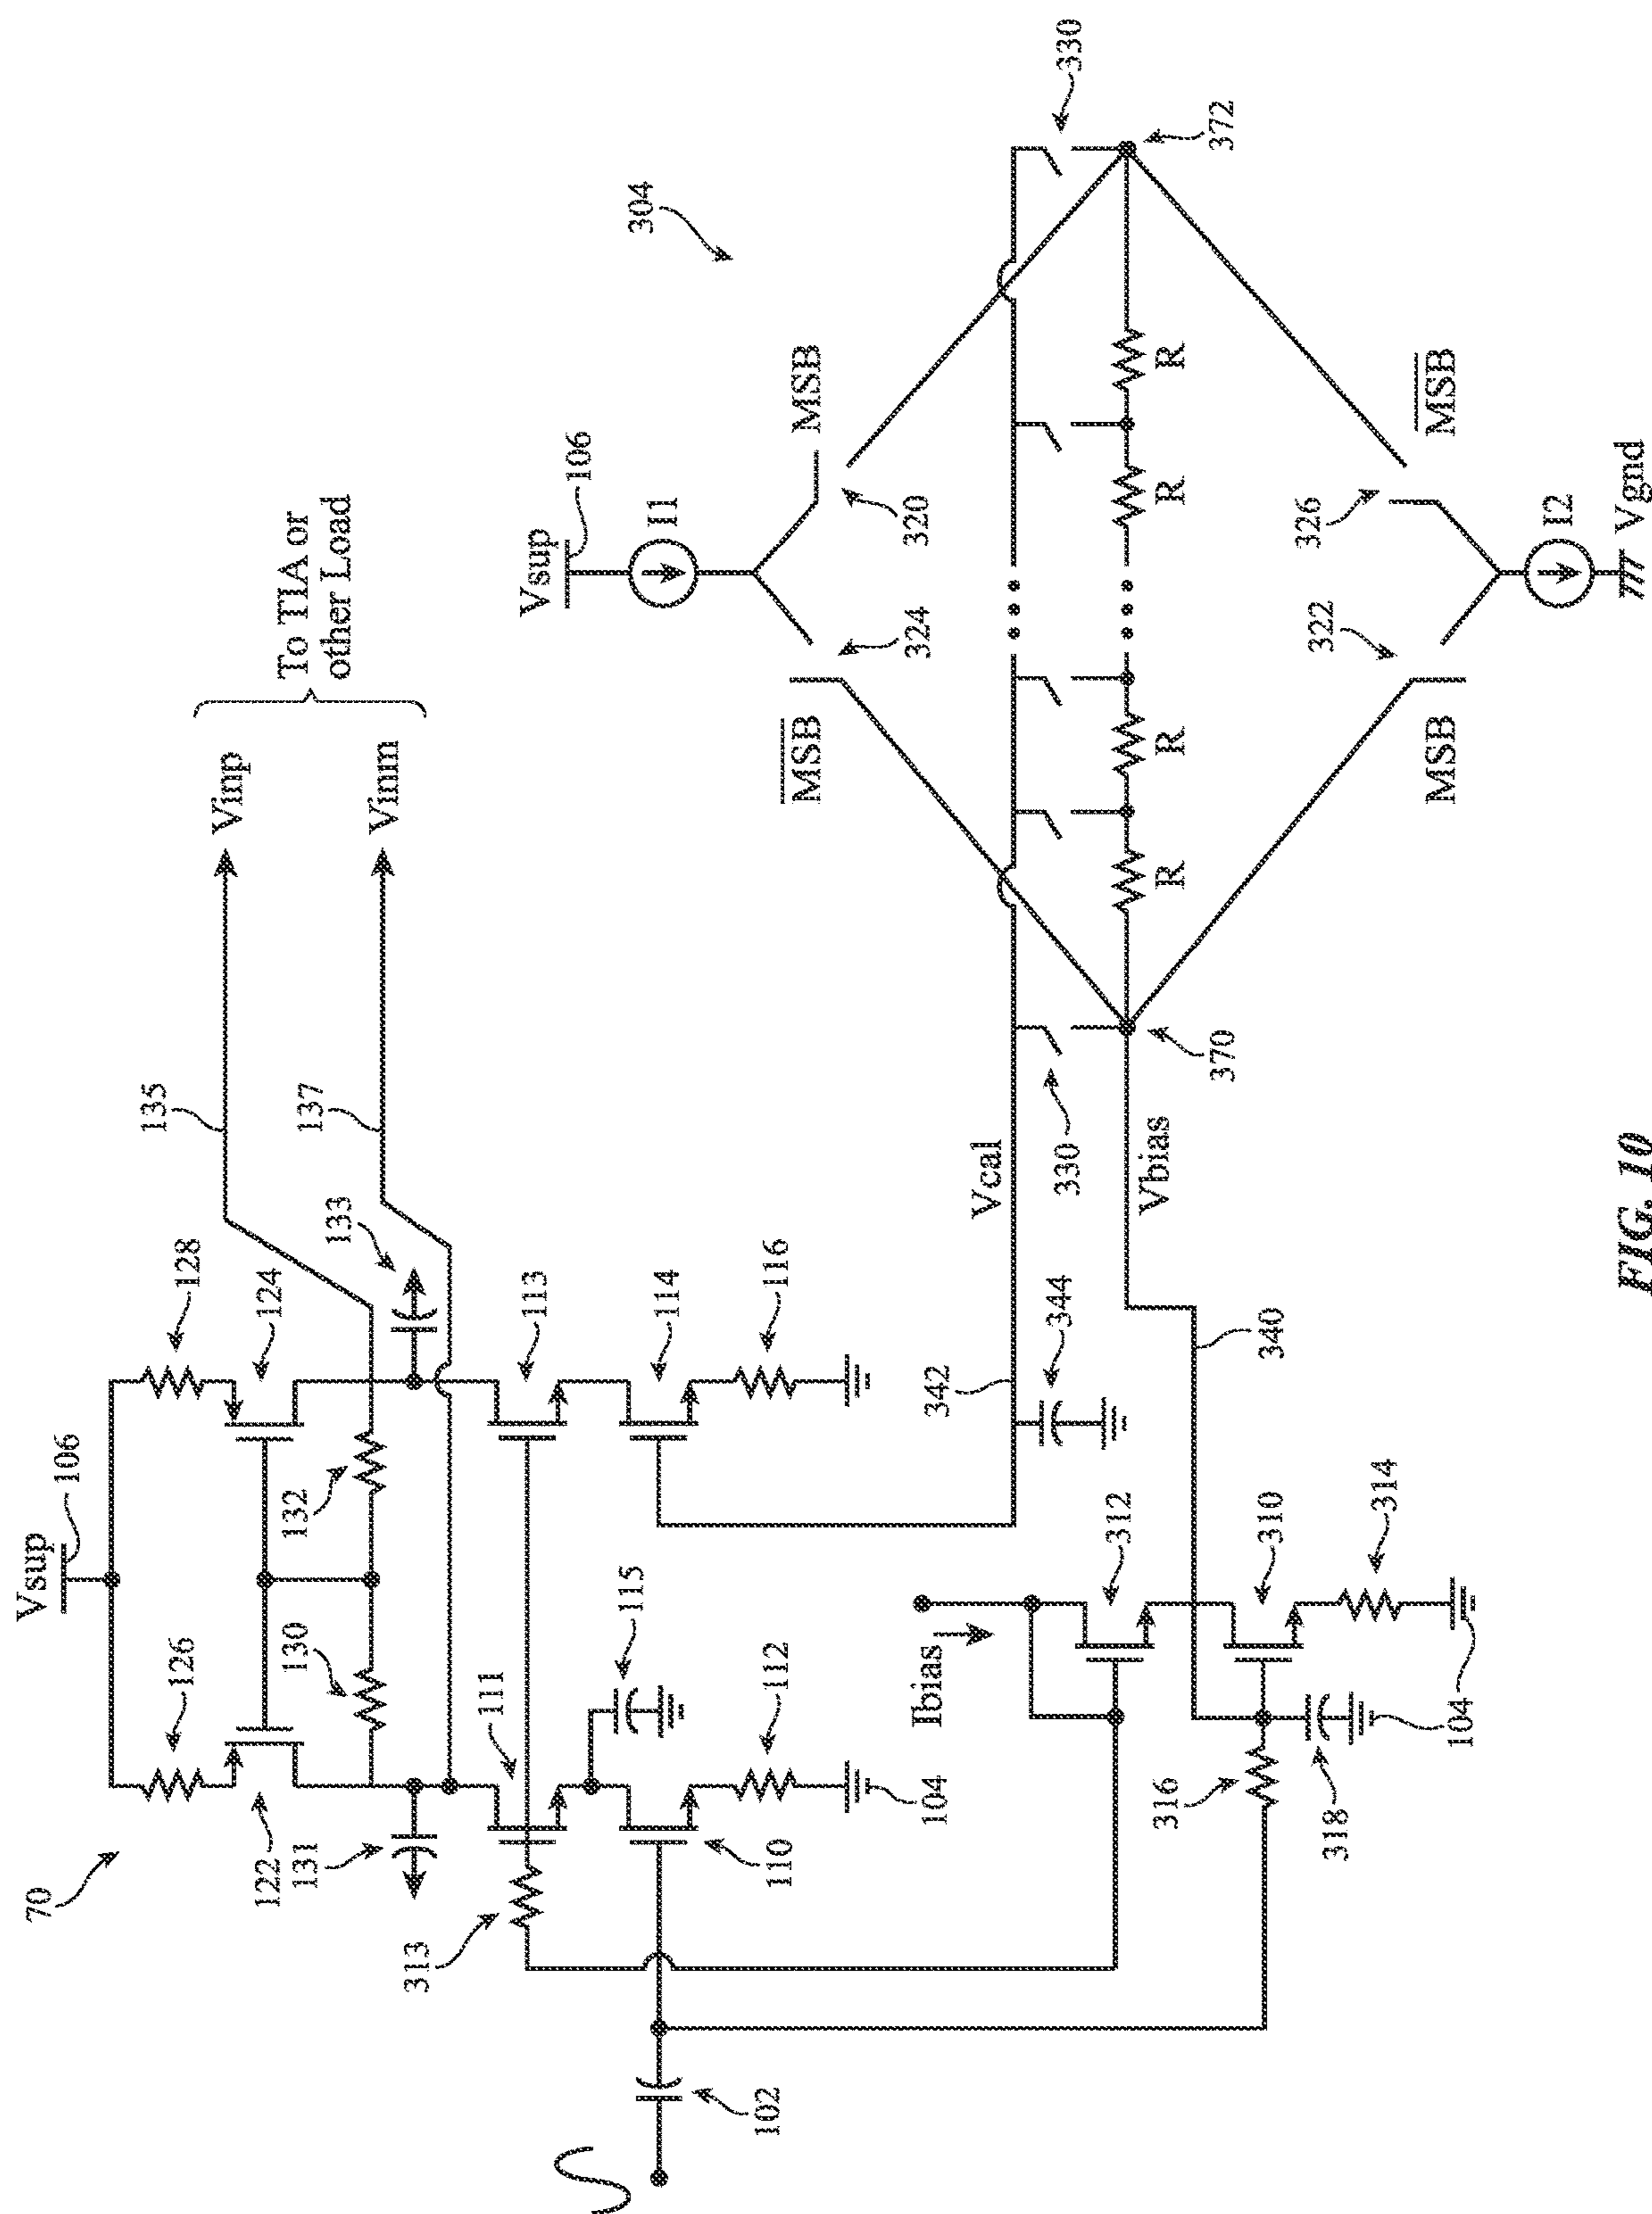 70
Vsup
106
126
128
122
124
130
132
131
133
135
137
Vinp
Vinm
To TIA or
other Load
111
113
313
110
114
115
112
116
104
102
Ibias
312
310
314
316
318
104
340
342
344
Vcal
Vbias
330
370
304
Vsup
106
I1
324
320
MSB
MSB
R
R
R
R
330
372
322
326
MSB
MSB
I2
Vgnd
FIG. 10